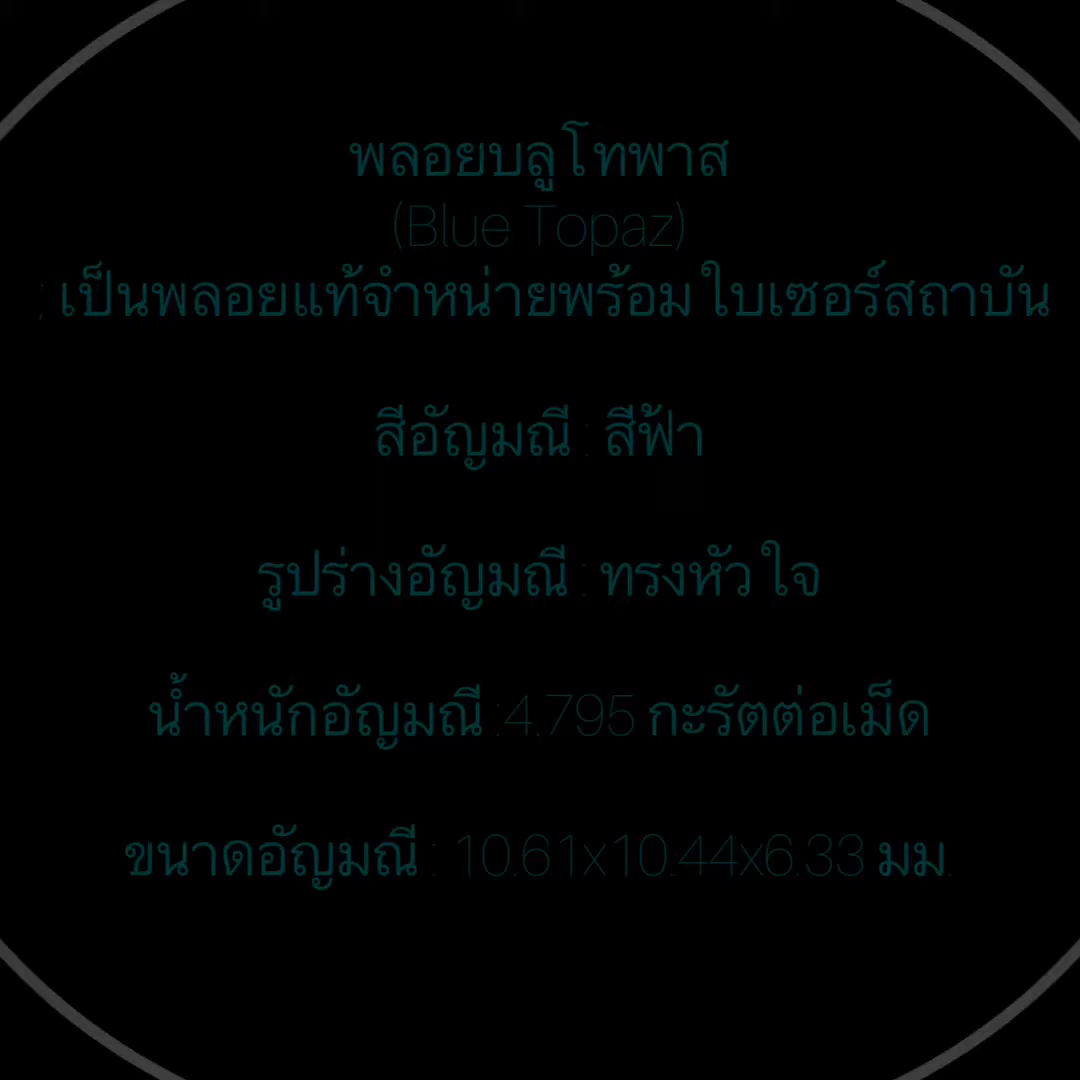 พลอยบลูโทพาส
(Blue Topaz)
: เป็นพลอยแท้จำหน่ายพร้อมใบเซอร์สถาบัน
สีอัญมณี : สีฟ้า
รูปร่างอัญมณี : ทรงหัวใจ
น้ำหนักอัญมณี :4.795 กะรัตต่อเม็ด
ขนาดอัญมณี : 10.61x10.44x6.33 มม.